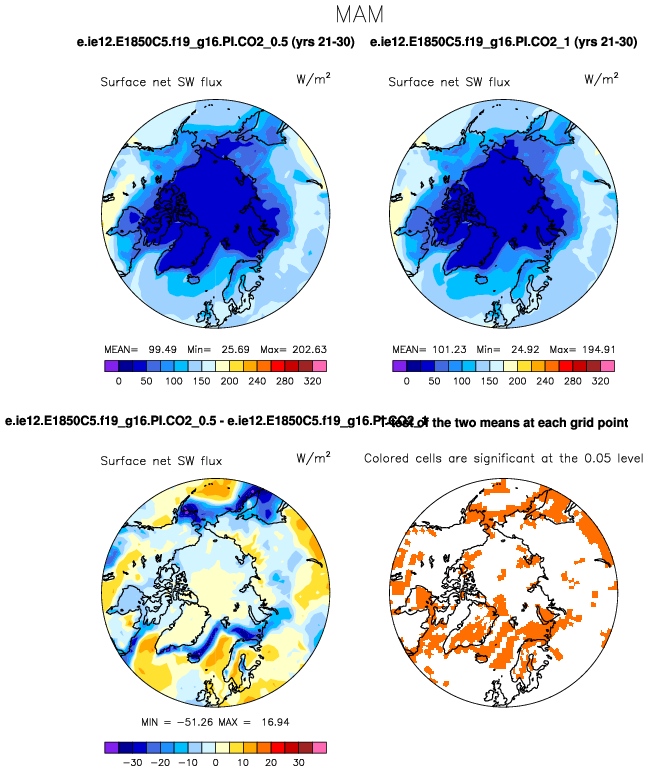 MAM
e.ie12.E1850C5.f19_g16.PI.CO2_0.5 (yrs 21-30)
e.ie12.E1850C5.f19_g16.PI.CO2_1 (yrs 21-30)
Surface net SW flux W/m²
Surface net SW flux W/m²
MEAN= 99.49 Min= 25.69 Max= 202.63
MEAN= 101.23 Min= 24.92 Max= 194.91
0 50 100 150 200 240 260 280 320
0 50 100 150 200 240 260 280 320
e.ie12.E1850C5.f19_g16.PI.CO2_0.5 - e.ie12.E1850C5.f19_g16.PI.CO2_1
T-test of the two means at each grid point
Surface net SW flux W/m²
Colored cells are significant at the 0.05 level
MIN = -51.26 MAX = 16.94
-30 -20 -10 0 10 20 30